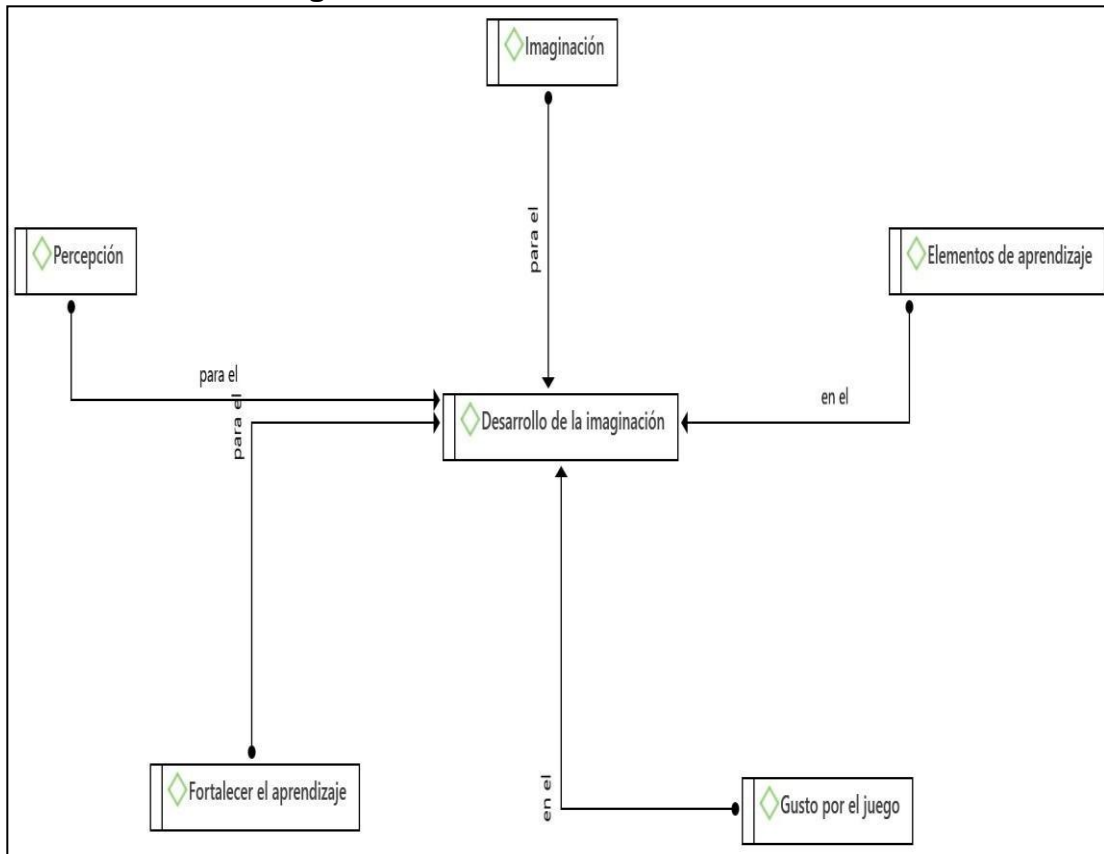 Imaginación
para el
Percepción
Elementos de aprendizaje
para el
en el
para el
Desarrollo de la imaginación
Fortalecer el aprendizaje
en el
Gusto por el juego